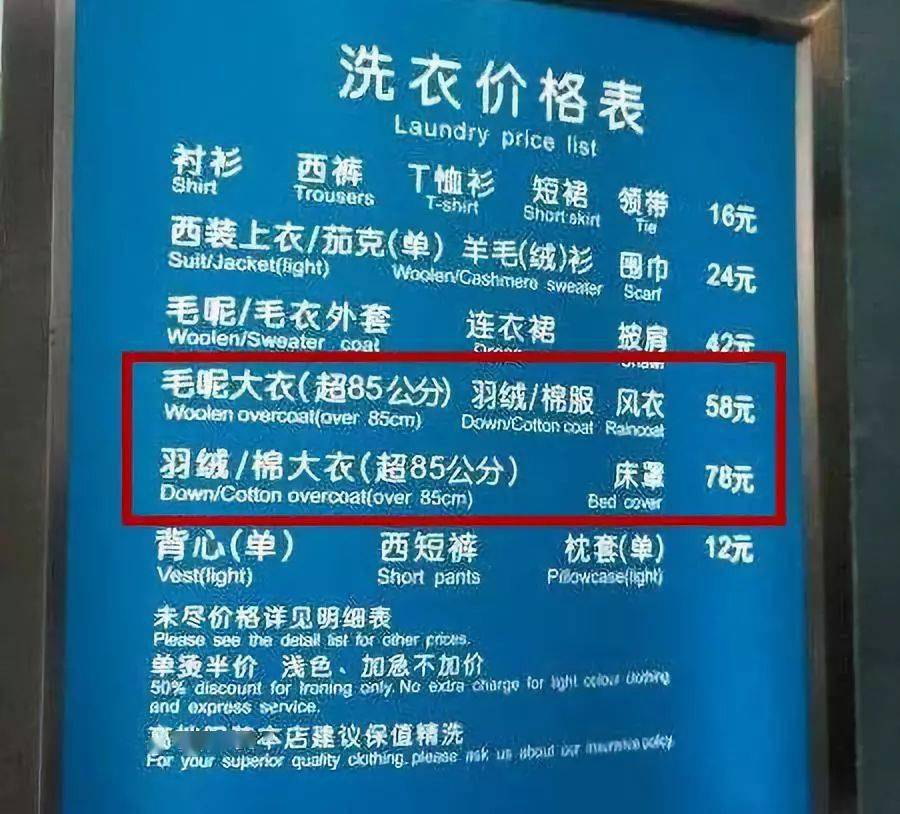 洗衣价格表
Laundry price list
衬衫 西裤 T恤衫 短裙 领带 16元
Shirt Trousers T-shirt Short skirt Tie
西装上衣/茄克(单) 羊毛(绒)衫 围巾 24元
Suit/Jacket(light) Woolen/Cashmere sweater Scarf
毛呢/毛衣外套 连衣裙 披肩 42元
Woolen/Sweater coat
毛呢大衣(超85公分) 羽绒/棉服 风衣 58元
Woolen overcoat(over 85cm) Down/Cotton coat Raincoat
羽绒/棉大衣(超85公分) 床罩 78元
Down/Cotton overcoat(over 85cm) Bed cover
背心(单) 西短裤 枕套(单) 12元
Vest(light) Short pants Pillowcase(light)
未尽价格详见明细表
Please see the detail list for other prices.
单烫半价 浅色、加急不加价
50% discount for Ironing only. No extra charge for light colour clothing
and express service.
本店建议保值精洗
For your superior quality clothing, please ask us about our insurance policy.